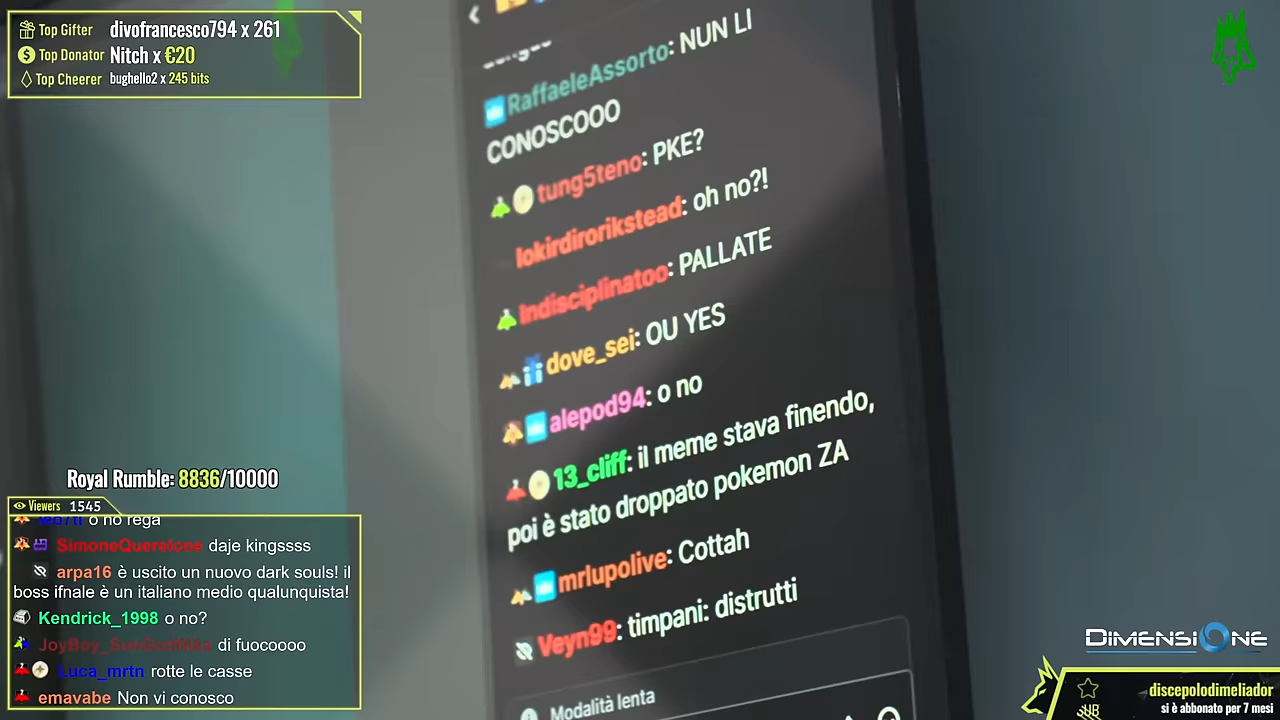 Top Gifter divofrancesco794 x 261
Top Donator Nitch x €20
Top Cheerer bughello2 x 245 bits
RaffaeleAssorto: NUN LI
CONOSCOOO
tung5teno: PKE?
lokirdirorikstead: oh no?!
Indisciplinatoo: PALLATE
dove_sei: OU YES
alepod94: o no
13_cliff: il meme stava finendo,
poi è stato droppato pokemon ZA
mrlupolive: Cottah
Veyn99: timpani: distrutti
Modalità lenta
Royal Rumble: 8836/10000
Viewers 1545
o no rega
SimoneQuerelone daje kingssss
arpa16 è uscito un nuovo dark souls! il
boss ifnale è un italiano medio qualunquista!
Kendrick_1998 o no?
di fuocoooo
Luca_mrtn rotte le casse
emavabe Non vi conosco
DIMENSIONE
discepolodimeliador
SUB
si è abbonato per 7 mesi